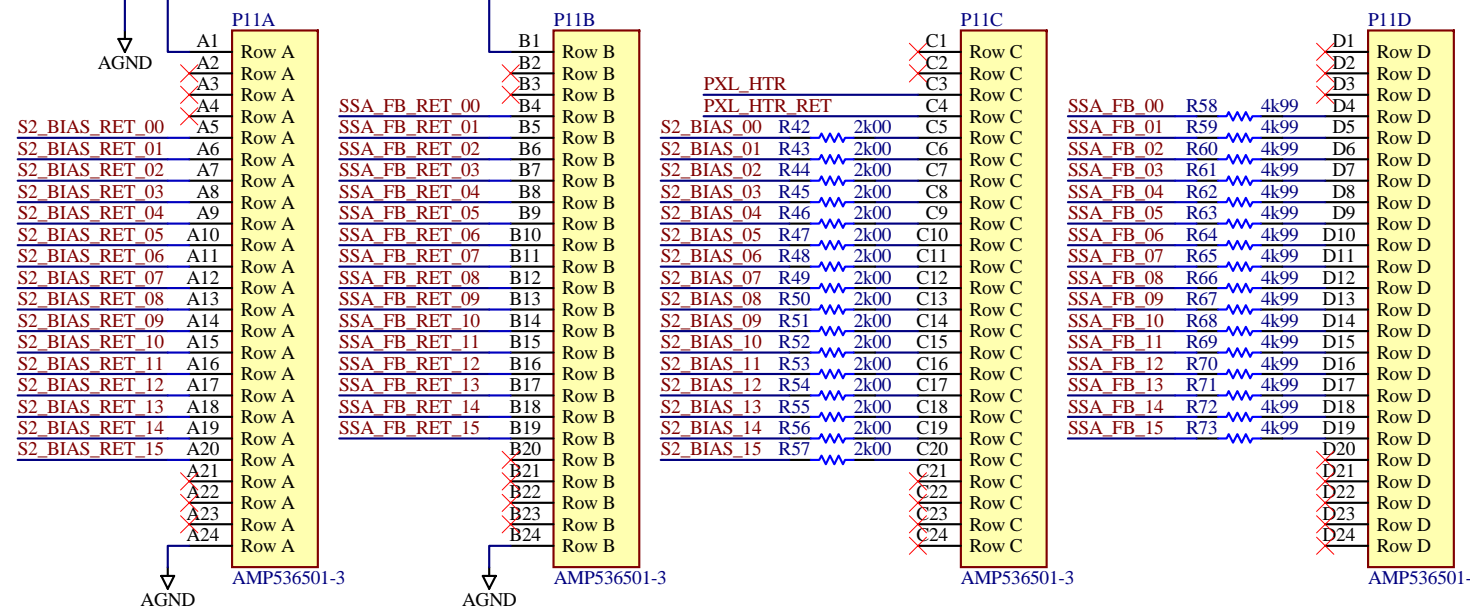 P11A
AGND
A1 Row A
A2 Row A
A3 Row A
A4 Row A
S2_BIAS_RET_00 A5 Row A
S2_BIAS_RET_01 A6 Row A
S2_BIAS_RET_02 A7 Row A
S2_BIAS_RET_03 A8 Row A
S2_BIAS_RET_04 A9 Row A
S2_BIAS_RET_05 A10 Row A
S2_BIAS_RET_06 A11 Row A
S2_BIAS_RET_07 A12 Row A
S2_BIAS_RET_08 A13 Row A
S2_BIAS_RET_09 A14 Row A
S2_BIAS_RET_10 A15 Row A
S2_BIAS_RET_11 A16 Row A
S2_BIAS_RET_12 A17 Row A
S2_BIAS_RET_13 A18 Row A
S2_BIAS_RET_14 A19 Row A
S2_BIAS_RET_15 A20 Row A
A21 Row A
A22 Row A
A23 Row A
A24 Row A
AMP536501-3
AGND
P11B
B1 Row B
B2 Row B
B3 Row B
SSA_FB_RET_00 B4 Row B
SSA_FB_RET_01 B5 Row B
SSA_FB_RET_02 B6 Row B
SSA_FB_RET_03 B7 Row B
SSA_FB_RET_04 B8 Row B
SSA_FB_RET_05 B9 Row B
SSA_FB_RET_06 B10 Row B
SSA_FB_RET_07 B11 Row B
SSA_FB_RET_08 B12 Row B
SSA_FB_RET_09 B13 Row B
SSA_FB_RET_10 B14 Row B
SSA_FB_RET_11 B15 Row B
SSA_FB_RET_12 B16 Row B
SSA_FB_RET_13 B17 Row B
SSA_FB_RET_14 B18 Row B
SSA_FB_RET_15 B19 Row B
B20 Row B
B21 Row B
B22 Row B
B23 Row B
B24 Row B
AMP536501-3
AGND
P11C
C1 Row C
C2 Row C
PXL_HTR C3 Row C
PXL_HTR_RET C4 Row C
S2_BIAS_00 R42 2k00 C5 Row C
S2_BIAS_01 R43 2k00 C6 Row C
S2_BIAS_02 R44 2k00 C7 Row C
S2_BIAS_03 R45 2k00 C8 Row C
S2_BIAS_04 R46 2k00 C9 Row C
S2_BIAS_05 R47 2k00 C10 Row C
S2_BIAS_06 R48 2k00 C11 Row C
S2_BIAS_07 R49 2k00 C12 Row C
S2_BIAS_08 R50 2k00 C13 Row C
S2_BIAS_09 R51 2k00 C14 Row C
S2_BIAS_10 R52 2k00 C15 Row C
S2_BIAS_11 R53 2k00 C16 Row C
S2_BIAS_12 R54 2k00 C17 Row C
S2_BIAS_13 R55 2k00 C18 Row C
S2_BIAS_14 R56 2k00 C19 Row C
S2_BIAS_15 R57 2k00 C20 Row C
C21 Row C
C22 Row C
C23 Row C
C24 Row C
AMP536501-3
P11D
D1 Row D
D2 Row D
D3 Row D
SSA_FB_00 R58 4k99 D4 Row D
SSA_FB_01 R59 4k99 D5 Row D
SSA_FB_02 R60 4k99 D6 Row D
SSA_FB_03 R61 4k99 D7 Row D
SSA_FB_04 R62 4k99 D8 Row D
SSA_FB_05 R63 4k99 D9 Row D
SSA_FB_06 R64 4k99 D10 Row D
SSA_FB_07 R65 4k99 D11 Row D
SSA_FB_08 R66 4k99 D12 Row D
SSA_FB_09 R67 4k99 D13 Row D
SSA_FB_10 R68 4k99 D14 Row D
SSA_FB_11 R69 4k99 D15 Row D
SSA_FB_12 R70 4k99 D16 Row D
SSA_FB_13 R71 4k99 D17 Row D
SSA_FB_14 R72 4k99 D18 Row D
SSA_FB_15 R73 4k99 D19 Row D
D20 Row D
D21 Row D
D22 Row D
D23 Row D
D24 Row D
AMP536501-